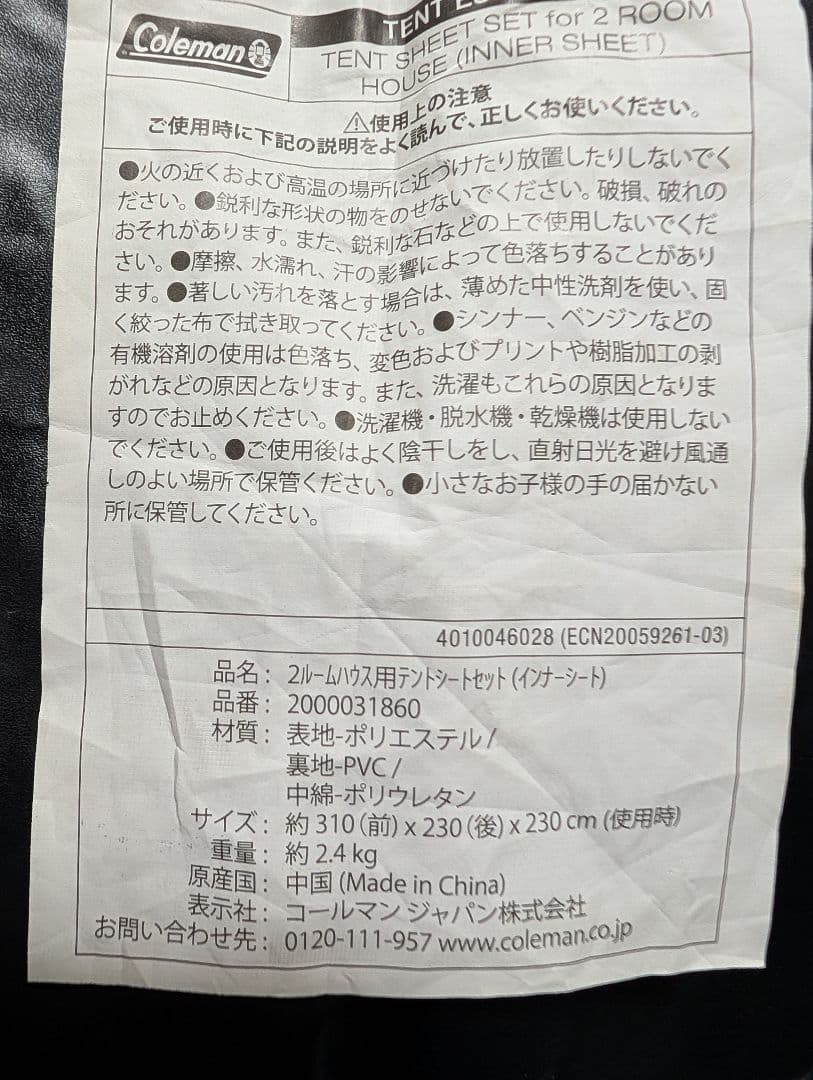 Coleman
TENT
TENT SHEET SET for 2 ROOM
HOUSE (INNER SHEET)
⚠使用上の注意
ご使用時に下記の説明をよく読んで、正しくお使いください。
●火の近くおよび高温の場所に近づけたり放置したりしないでく
ださい。●鋭利な形状の物をのせないでください。破損、破れの
おそれがあります。また、鋭利な石などの上で使用しないでくだ
さい。●摩擦、水濡れ、汗の影響によって色落ちすることがあり
ます。●著しい汚れを落とす場合は、薄めた中性洗剤を使い、固
く絞った布で拭き取ってください。●シンナー、ベンジンなどの
有機溶剤の使用は色落ち、変色およびプリントや樹脂加工の剥
がれなどの原因となります。また、洗濯もこれらの原因となりま
すのでお止めください。●洗濯機・脱水機・乾燥機は使用しない
でください。●ご使用後はよく陰干しをし、直射日光を避け風通
しのよい場所で保管ください。●小さなお子様の手の届かない
所に保管してください。
4010046028 (ECN20059261-03)
品名： 2ルームハウス用テントシートセット (インナーシート)
品番： 2000031860
材質： 表地-ポリエステル /
裏地-PVC /
中綿-ポリウレタン
サイズ： 約 310 (前) x 230 (後) x 230 cm (使用時)
重量： 約 2.4 kg
原産国： 中国 (Made in China)
表示社： コールマン ジャパン株式会社
お問い合わせ先： 0120-111-957 www.coleman.co.jp